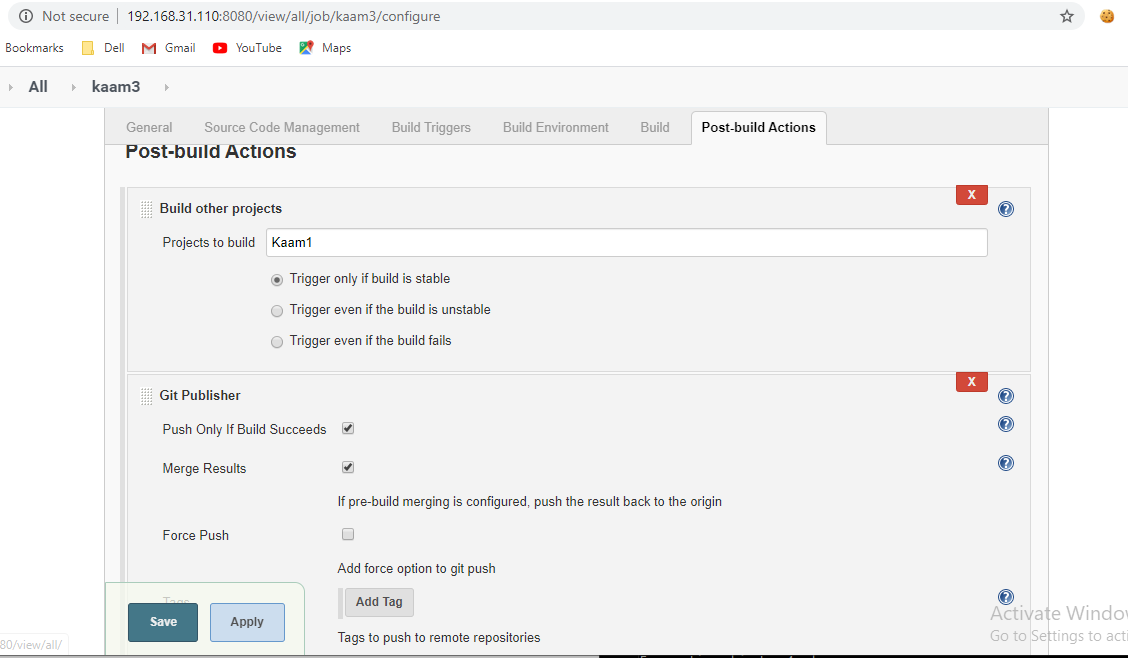 Not secure 192.168.31.110:8080/view/all/job/kaam3/configure
Bookmarks Dell Gmail YouTube Maps
All kaam3
General Source Code Management Build Triggers Build Environment Build Post-build Actions
Post-build Actions
X
Build other projects
Projects to build Kaam1
Trigger only if build is stable
Trigger even if the build is unstable
Trigger even if the build fails
X
Git Publisher
Push Only If Build Succeeds
Merge Results
If pre-build merging is configured, push the result back to the origin
Force Push
Add force option to git push
Tags
Add Tag
Save Apply
Activate Window
Go to Settings to acti
Tags to push to remote repositories
80/view/all/